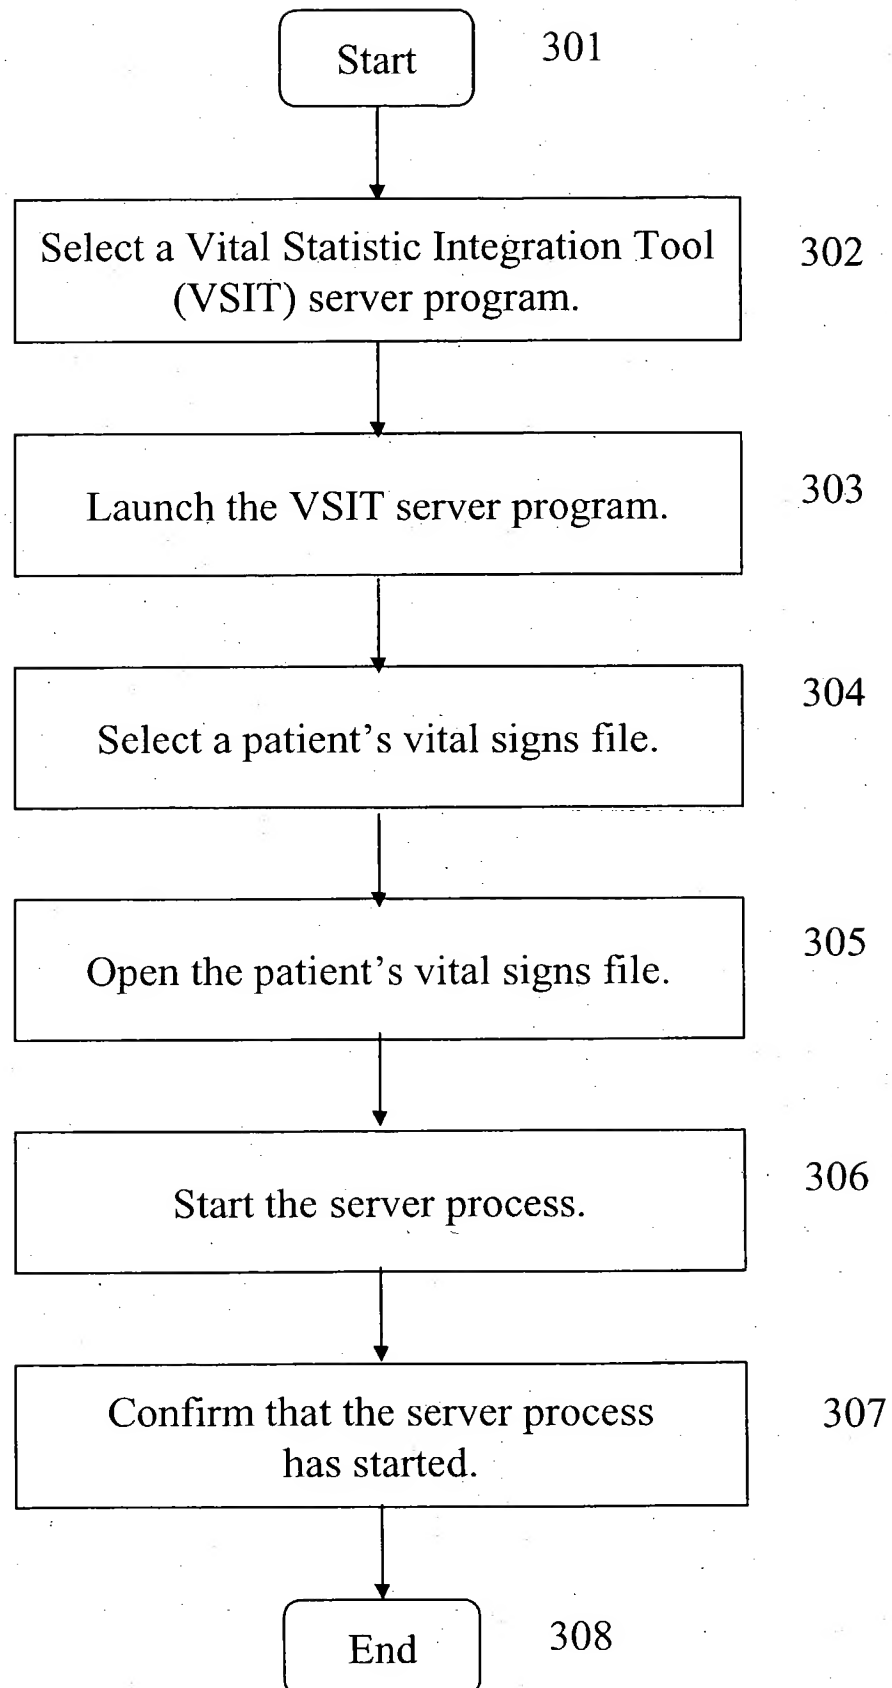 Start
301
Select a Vital Statistic Integration Tool
(VSIT) server program.
302
Launch the VSIT server program.
303
Select a patient's vital signs file.
304
Open the patient's vital signs file.
305
Start the server process.
306
Confirm that the server process
has started.
307
End
308